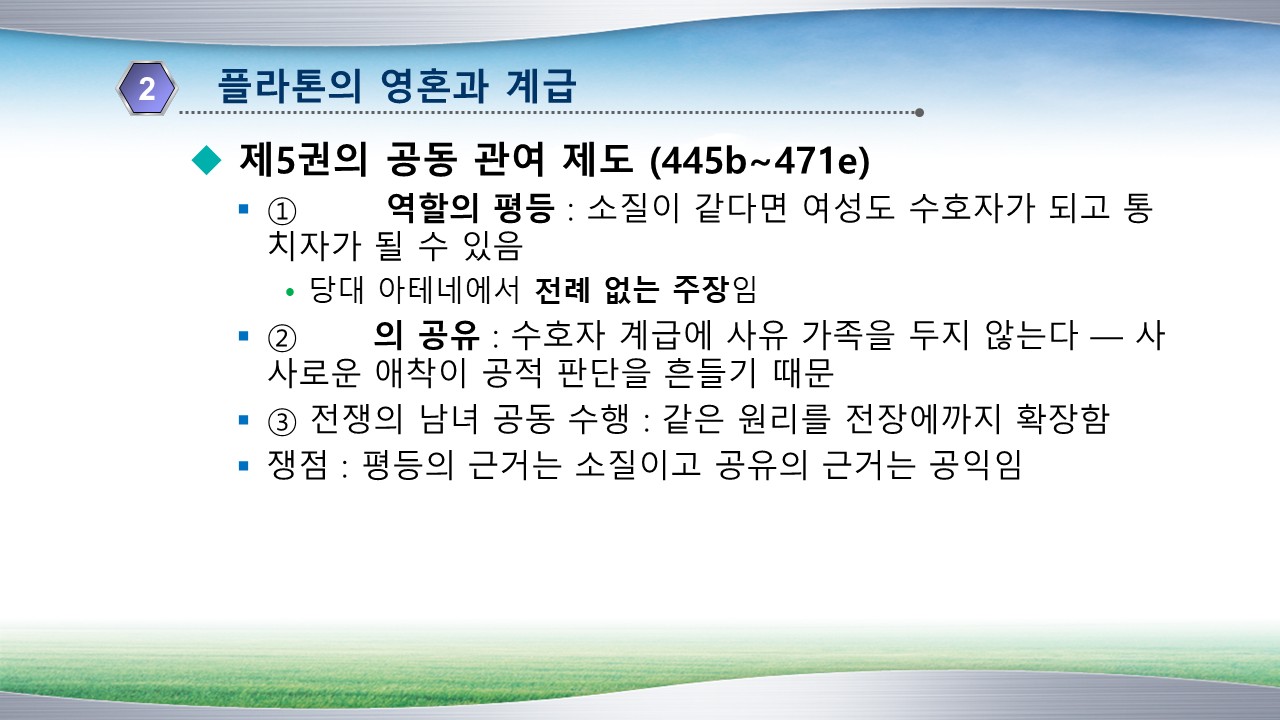 2
플라톤의 영혼과 계급
제5권의 공동 관여 제도 (445b~471e)
① 역할의 평등 : 소질이 같다면 여성도 수호자가 되고 통
치자가 될 수 있음
당대 아테네에서 전례 없는 주장임
② 의 공유 : 수호자 계급에 사유 가족을 두지 않는다 — 사
사로운 애착이 공적 판단을 흔들기 때문
③ 전쟁의 남녀 공동 수행 : 같은 원리를 전장에까지 확장함
쟁점 : 평등의 근거는 소질이고 공유의 근거는 공익임